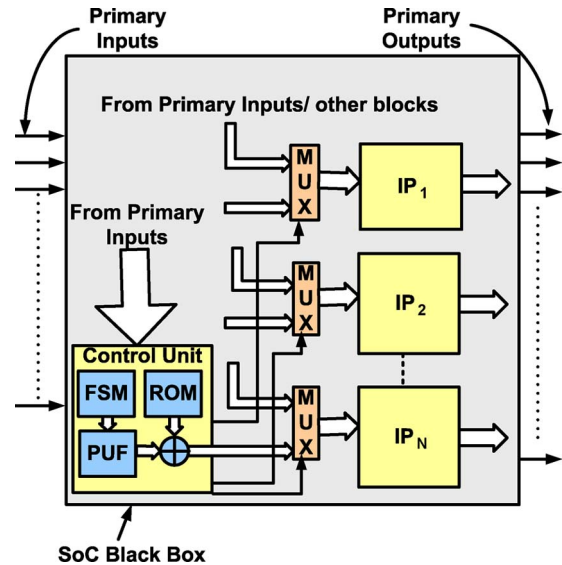 Primary
Inputs
Primary
Outputs
From Primary Inputs/ other blocks
MUX
IP1
From Primary
Inputs
MUX
IP2
Control Unit
FSM
ROM
MUX
IPN
PUF
SoC Black Box